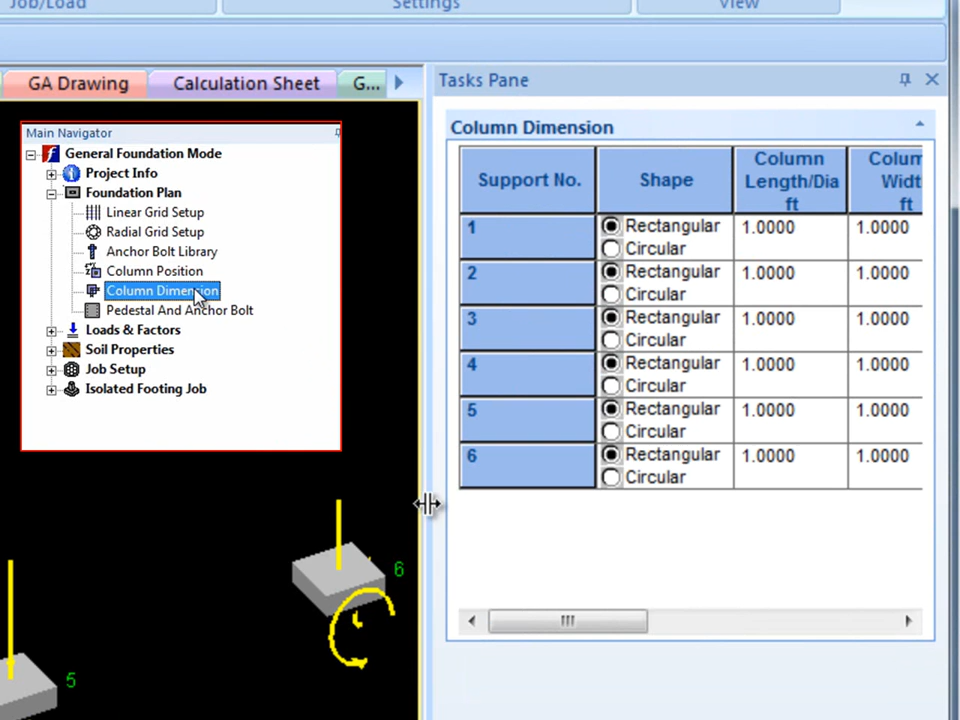 Job/Load Settings View
GA Drawing Calculation Sheet G...
Tasks Pane
Main Navigator
General Foundation Mode
Project Info
Foundation Plan
Linear Grid Setup
Radial Grid Setup
Anchor Bolt Library
Column Position
Column Dimension
Pedestal And Anchor Bolt
Loads & Factors
Soil Properties
Job Setup
Isolated Footing Job
5
6
Column Dimension
Support No. Shape Column Length/Dia ft Colum Widt ft
1 Rectangular 1.0000 1.0000
Circular
2 Rectangular 1.0000 1.0000
Circular
3 Rectangular 1.0000 1.0000
Circular
4 Rectangular 1.0000 1.0000
Circular
5 Rectangular 1.0000 1.0000
Circular
6 Rectangular 1.0000 1.0000
Circular